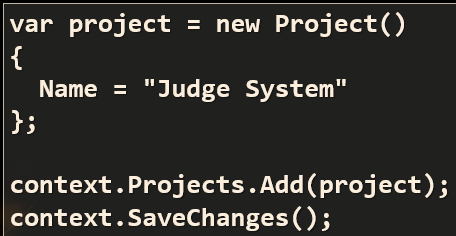 var project = new Project()
{
  Name = "Judge System"
};

context.Projects.Add(project);
context.SaveChanges();